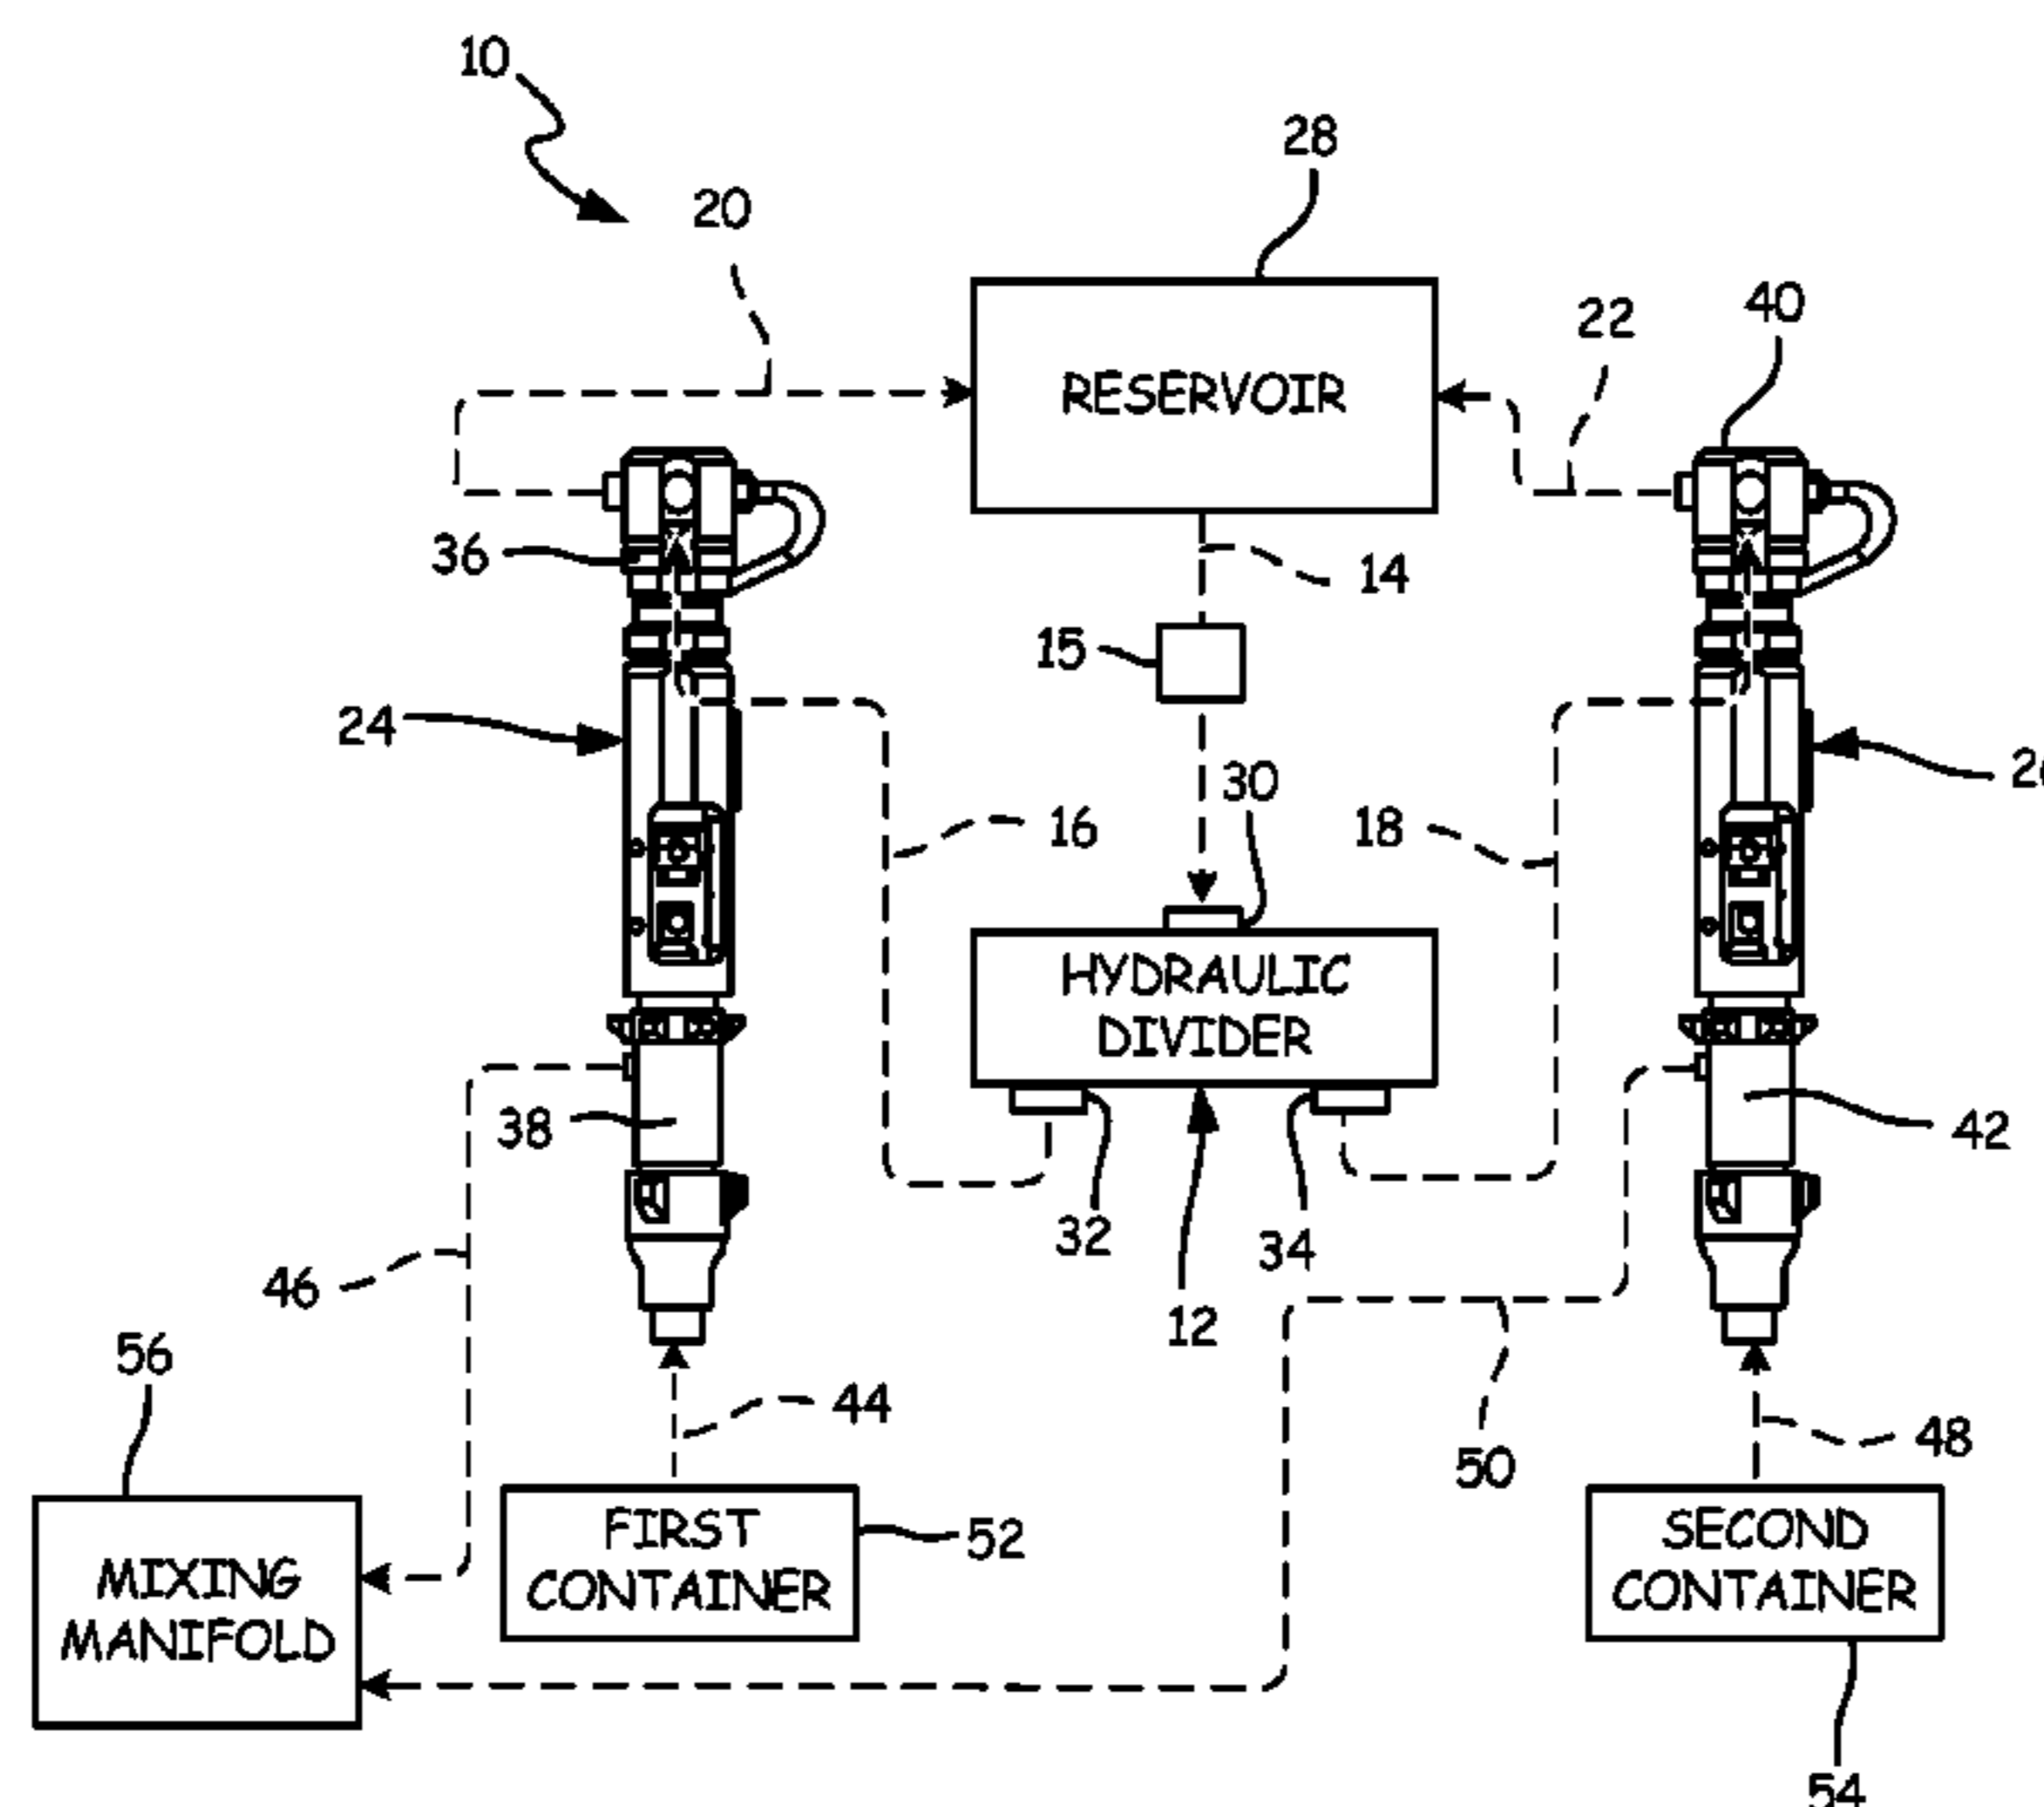 10
28
20
40
22
RESERVOIR
36
14
15
24
30
16
18
HYDRAULIC
DIVIDER
38
42
32
34
46
12
56
44
48
50
FIRST
CONTAINER
52
SECOND
CONTAINER
MIXING
MANIFOLD
54